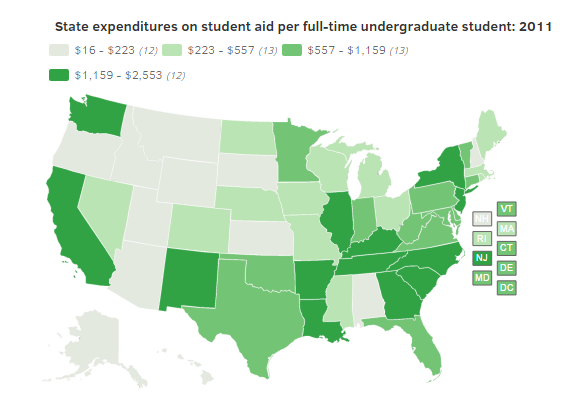 State expenditures on student aid per full-time undergraduate student: 2011
$16 - $223 (12) $223 - $557 (13) $557 - $1,159 (13)
$1,159 - $2,553 (12)
VT
NH
MA
RI
CT
NJ
DE
MD
DC